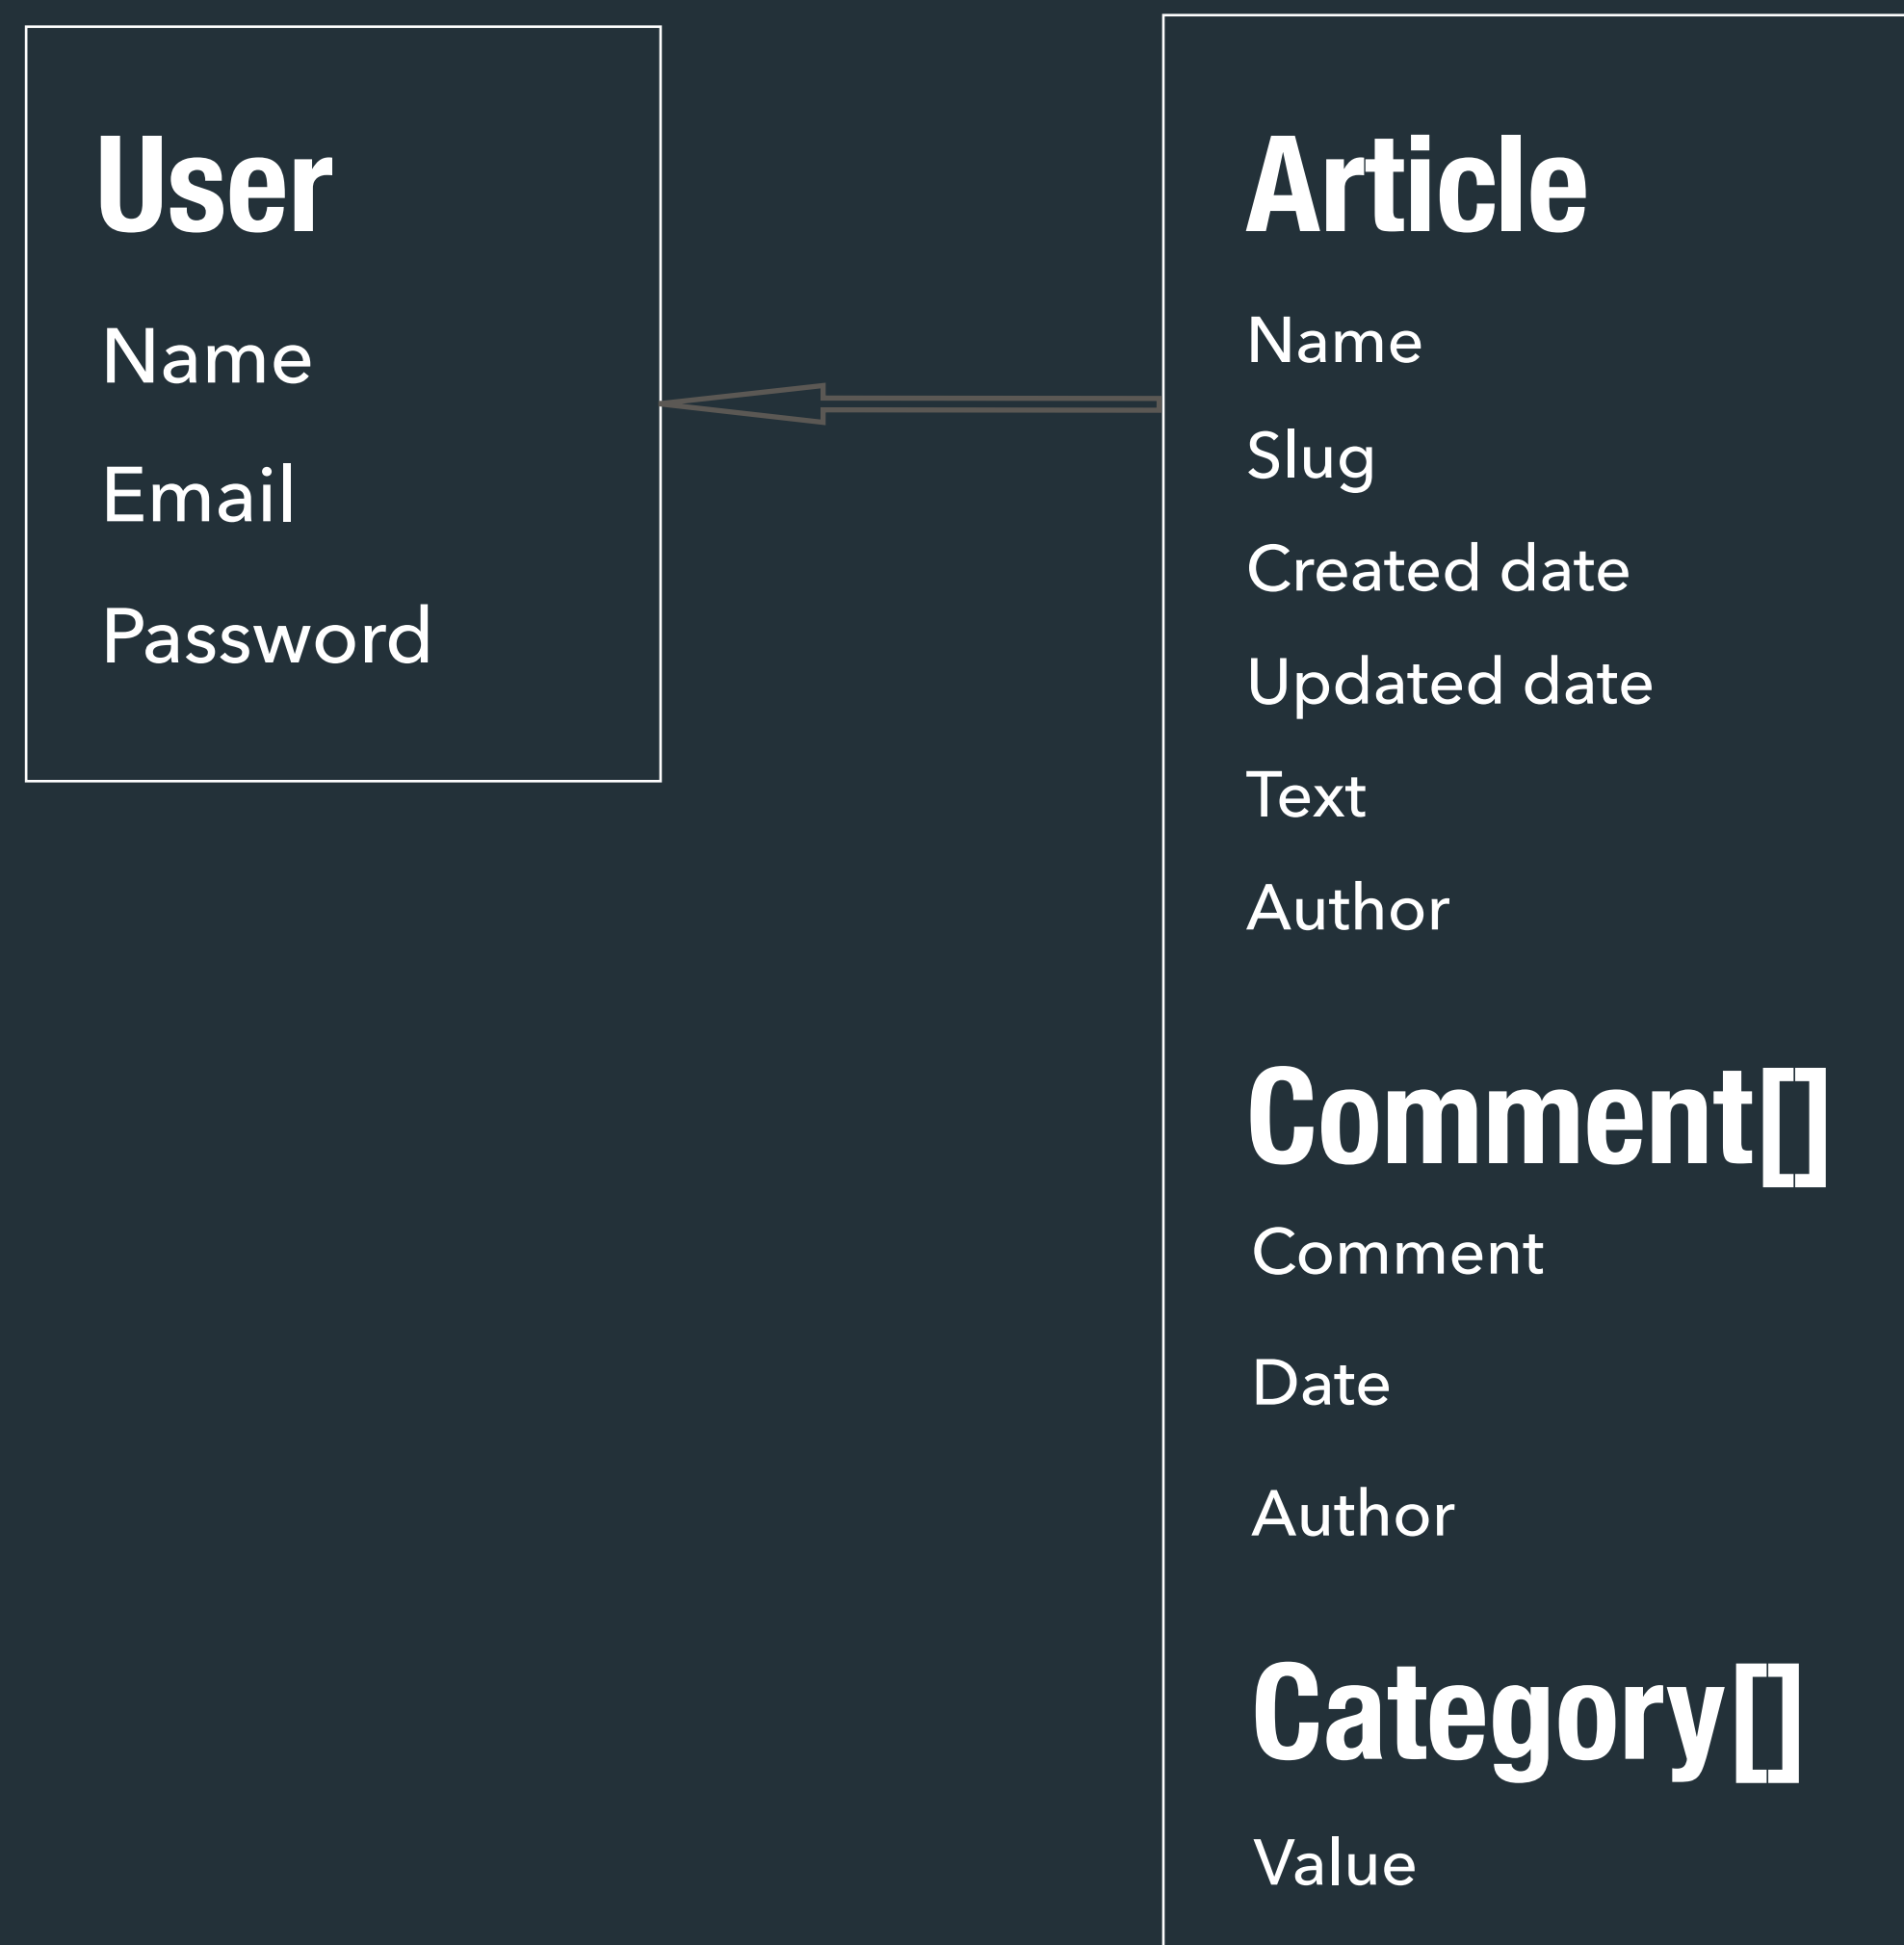 User
Name
Email
Password
Article
Name
Slug
Created date
Updated date
Text
Author
Comment[]
Comment
Date
Author
Category[]
Value